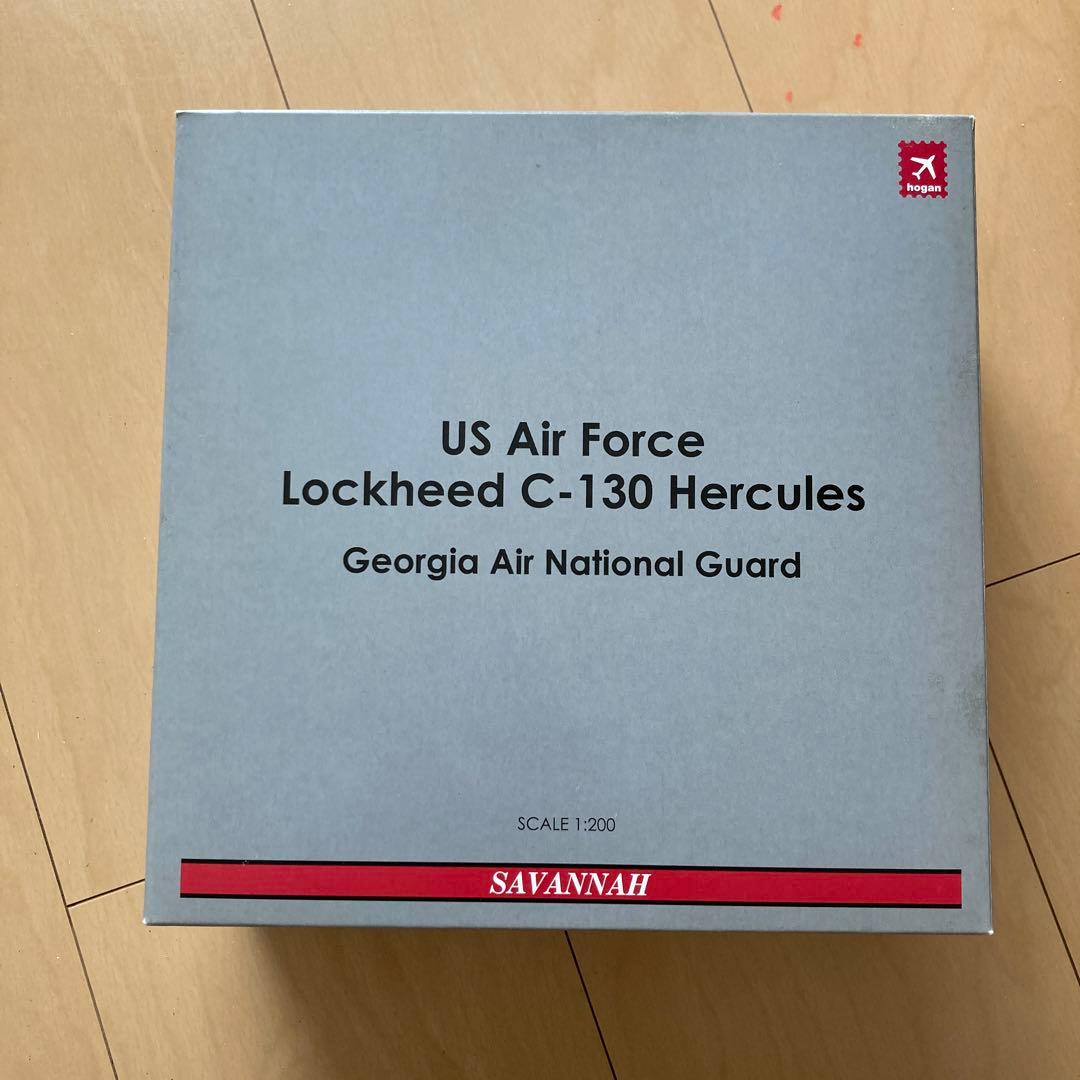 hogan
US Air Force
Lockheed C-130 Hercules
Georgia Air National Guard
SCALE 1:200
SAVANNAH